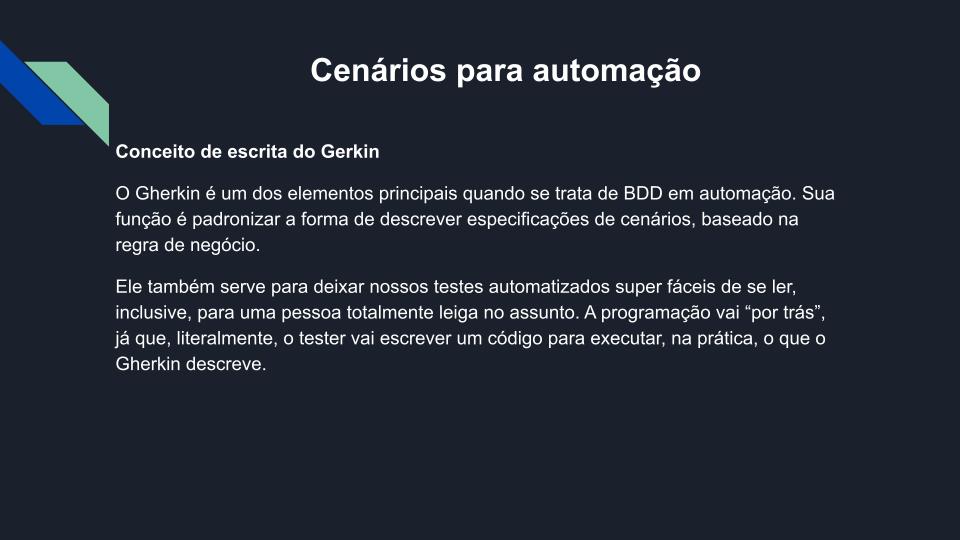 Cenários para automação
Conceito de escrita do Gerkin
O Gherkin é um dos elementos principais quando se trata de BDD em automação. Sua
função é padronizar a forma de descrever especificações de cenários, baseado na
regra de negócio.
Ele também serve para deixar nossos testes automatizados super fáceis de se ler,
inclusive, para uma pessoa totalmente leiga no assunto. A programação vai “por trás”,
já que, literalmente, o tester vai escrever um código para executar, na prática, o que o
Gherkin descreve.